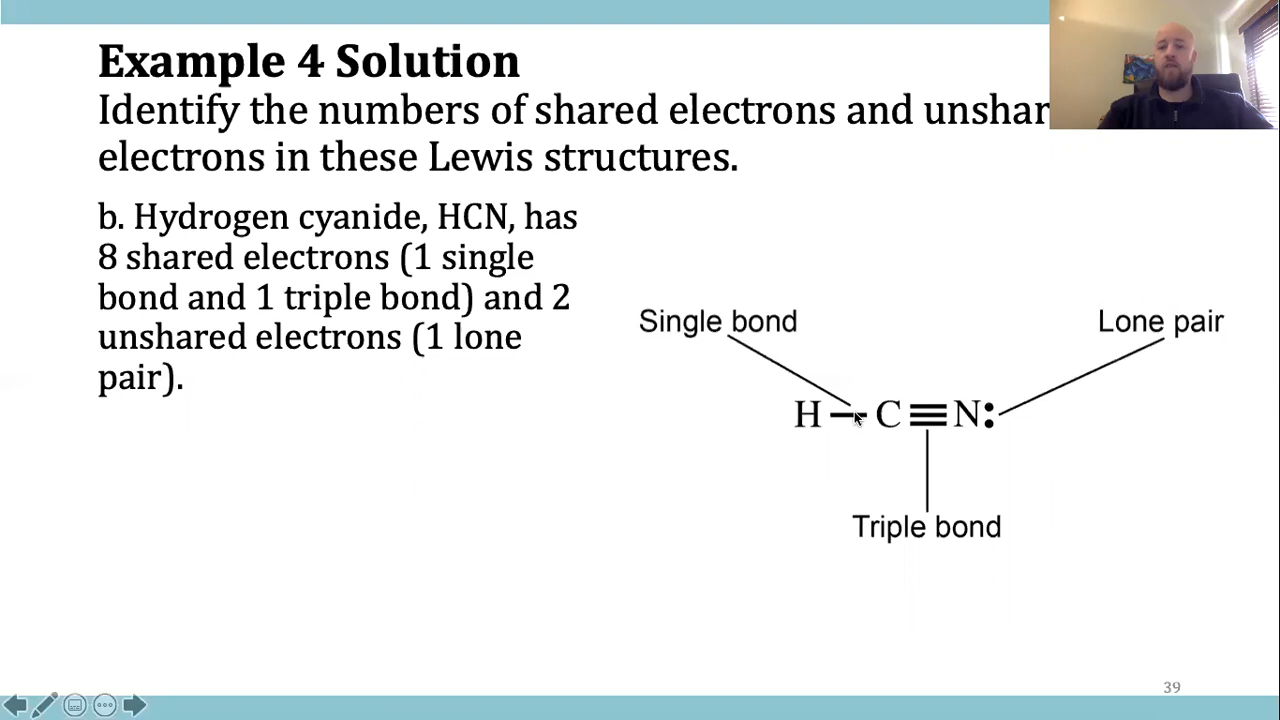 Example 4 Solution
Identify the numbers of shared electrons and unshar
electrons in these Lewis structures.
b. Hydrogen cyanide, HCN, has
8 shared electrons (1 single
bond and 1 triple bond) and 2
unshared electrons (1 lone
pair).
Single bond
Lone pair
H – C ≡ N:
Triple bond
39